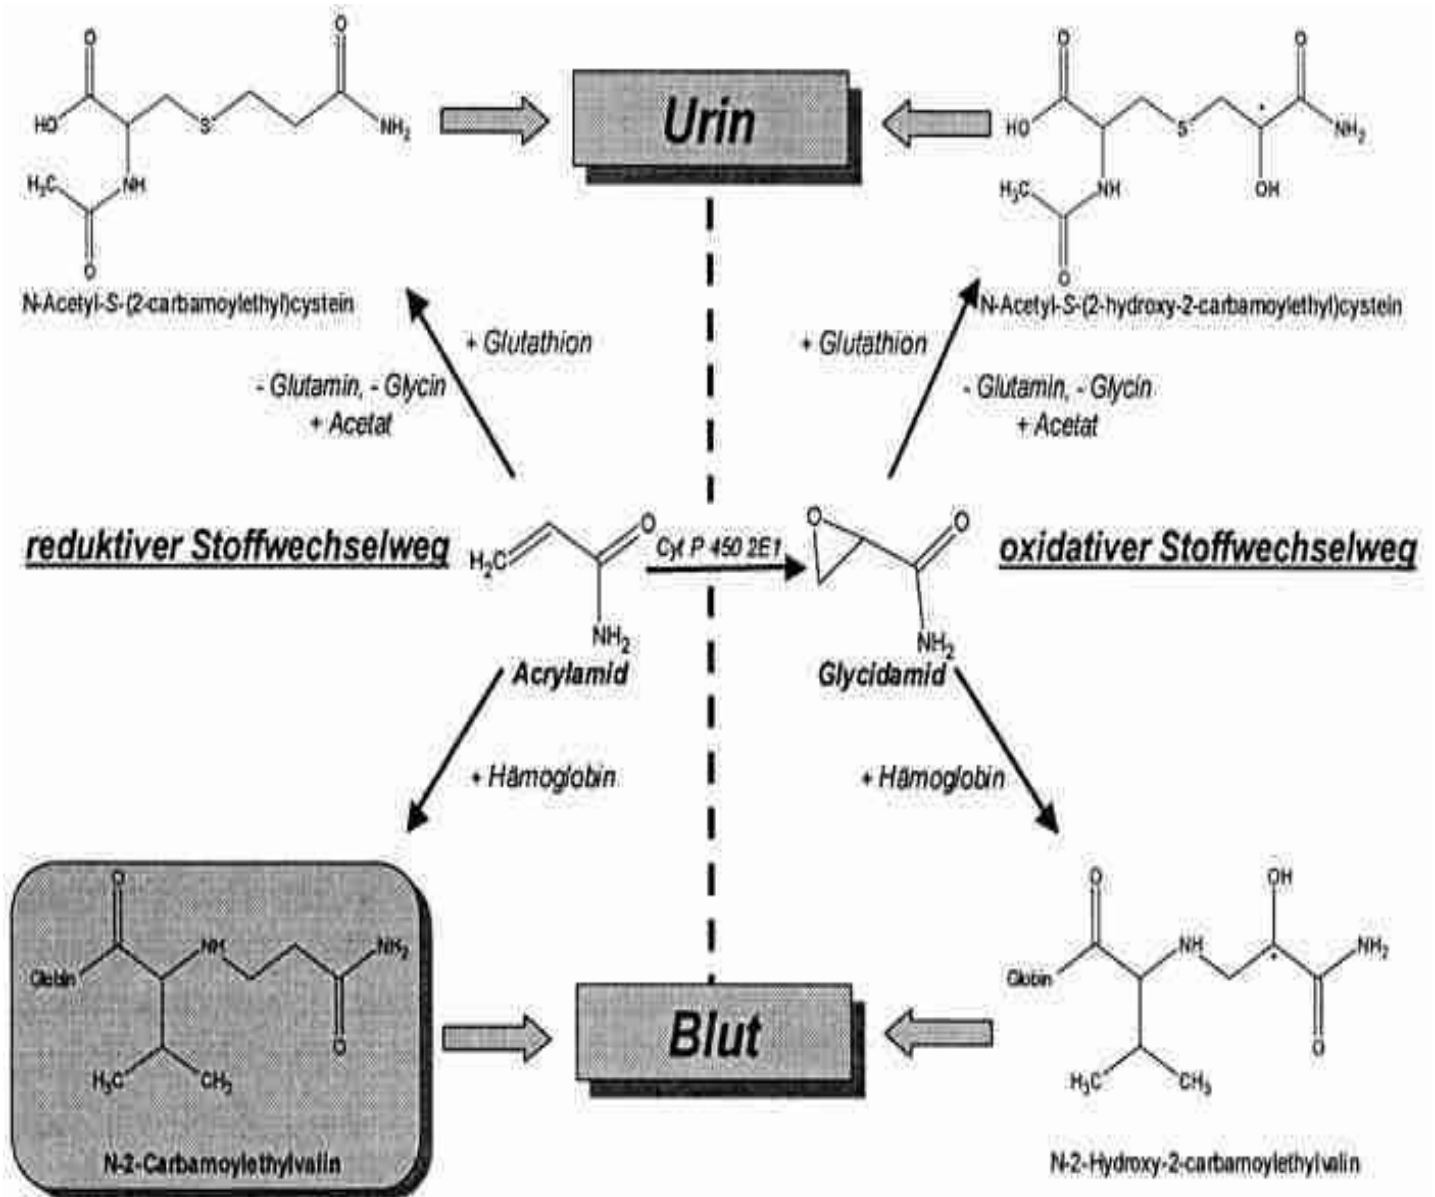 O
O
HO
S
NH₂
H₃C
NH
O
N-Acetyl-S-(2-carbamoylethyl)cystein
Urin
O
O
HO
S
*
NH₂
H₃C
NH
OH
O
N-Acetyl-S-(2-hydroxy-2-carbamoylethyl)cystein
+ Glutathion
- Glutamin, - Glycin
+ Acetat
+ Glutathion
- Glutamin, - Glycin
+ Acetat
reduktiver Stoffwechselweg
H₂C
O
NH₂
Acrylamid
Cyt P 450 2E1
O
O
NH₂
Glycidamid
oxidativer Stoffwechselweg
+ Hämoglobin
+ Hämoglobin
O
Globin
NH
NH₂
O
H₃C
CH₃
N-2-Carbamoylethylvalin
Blut
O
OH
Globin
NH
*
NH₂
O
H₃C
CH₃
N-2-Hydroxy-2-carbamoylethylvalin